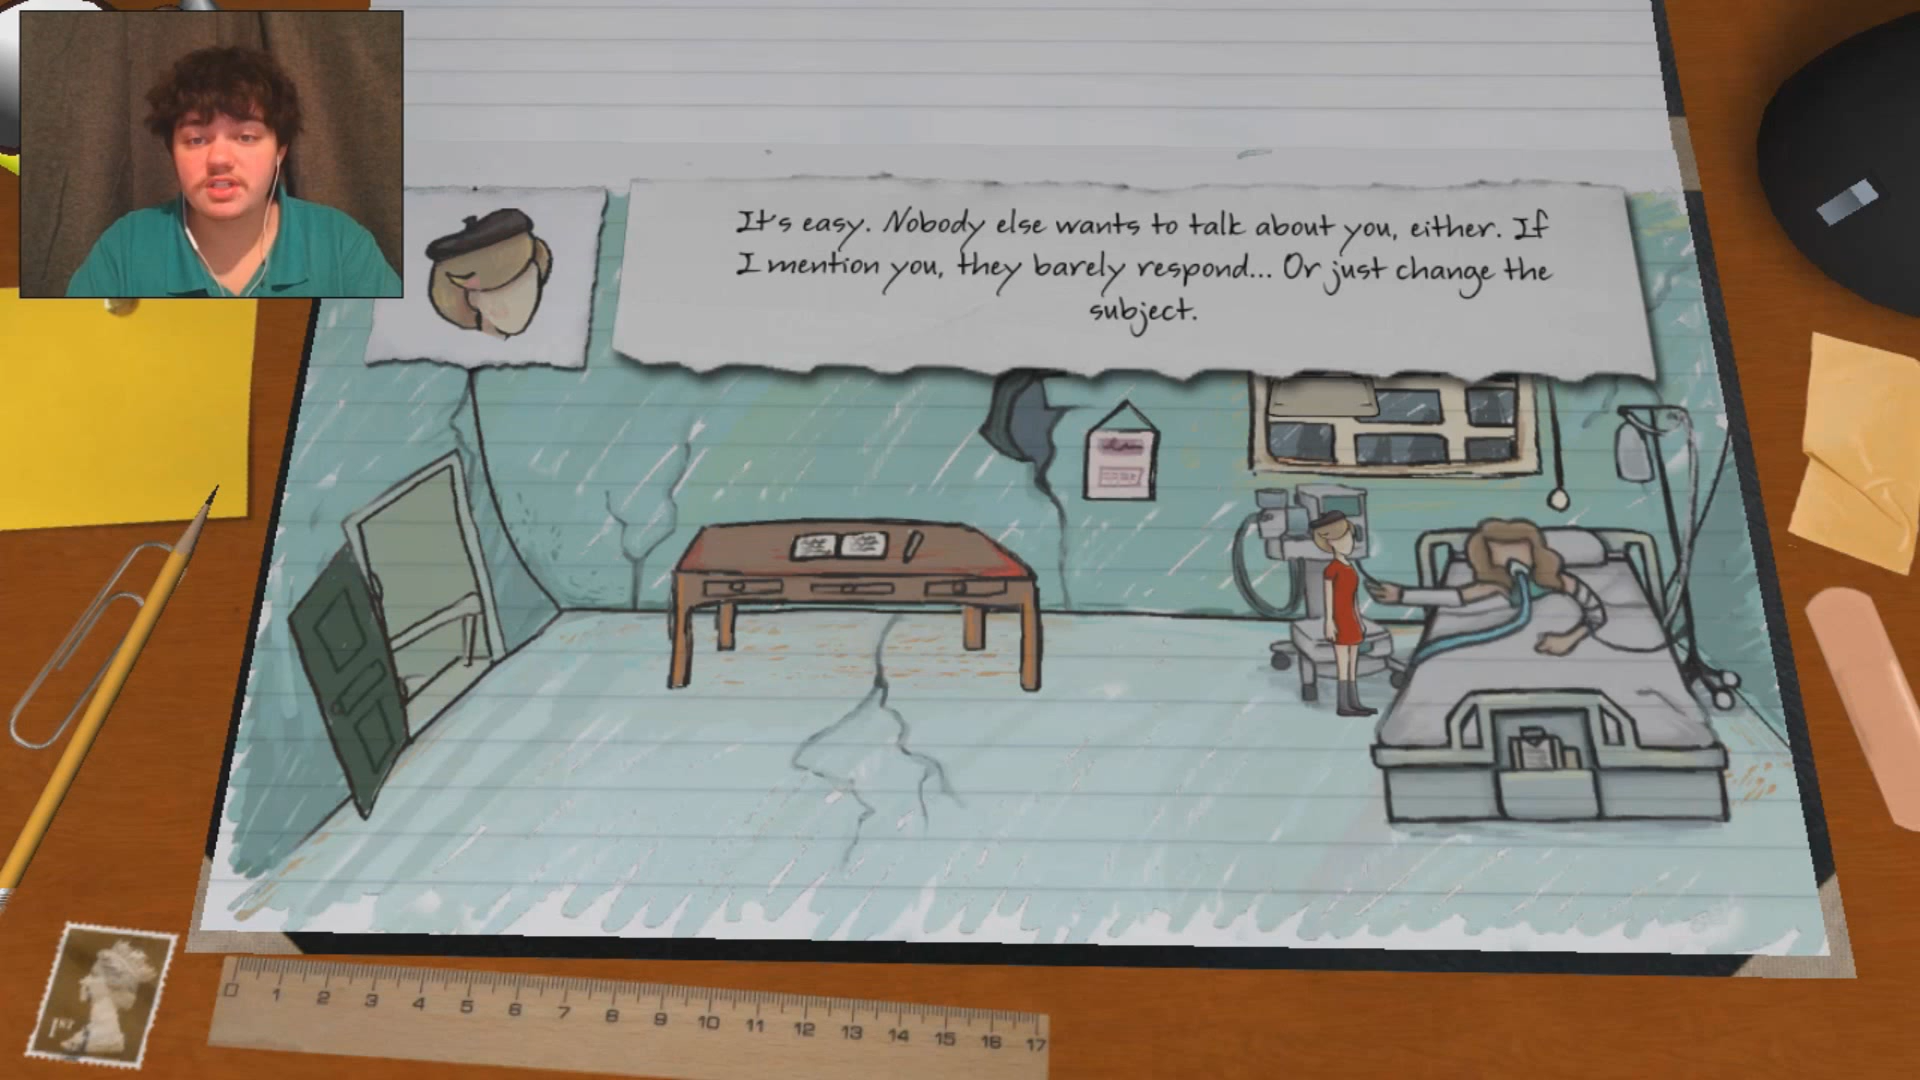 It's easy. Nobody else wants to talk about you, either. If
I mention you, they barely respond... Or just change the
subject.
1ST
0 1 2 3 4 5 6 7 8 9 10 11 12 13 14 15 16 17